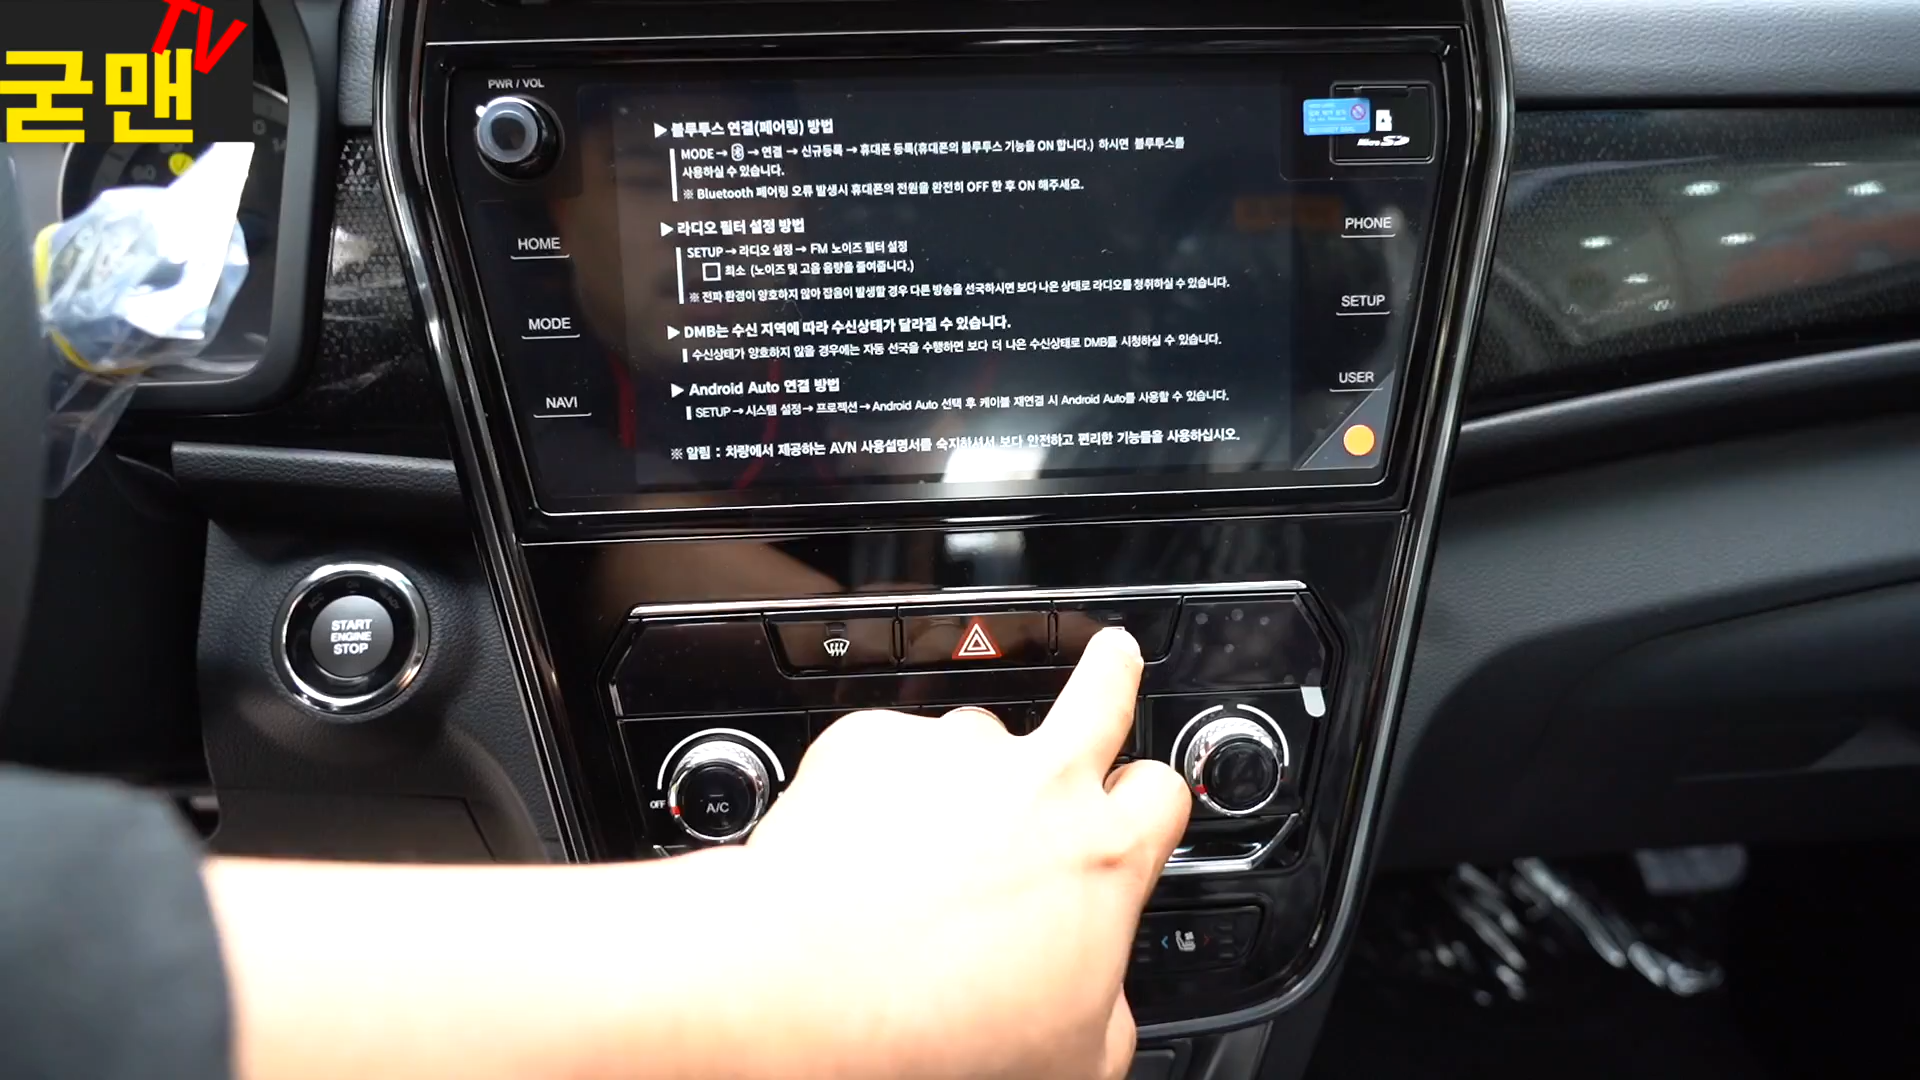 TV
굳맨
PWR / VOL
HOME
MODE
NAVI
▶ 블루투스 연결(페어링) 방법
MODE → → 연결 → 신규등록 → 휴대폰 등록(휴대폰의 블루투스 기능을 ON 합니다.) 하시면 블루투스를
사용하실 수 있습니다.
※ Bluetooth 페어링 오류 발생시 휴대폰의 전원을 완전히 OFF 한 후 ON 해주세요.
▶ 라디오 필터 설정 방법
SETUP → 라디오 설정 → FM 노이즈 필터 설정
□ 최소 (노이즈 및 고음 음량을 줄여줍니다.)
※ 전파 환경이 양호하지 않아 잡음이 발생할 경우 다른 방송을 선국하시면 보다 나은 상태로 라디오를 청취하실 수 있습니다.
▶ DMB는 수신 지역에 따라 수신상태가 달라질 수 있습니다.
수신상태가 양호하지 않을 경우에는 자동 선국을 수행하면 보다 더 나은 수신상태로 DMB를 시청하실 수 있습니다.
▶ Android Auto 연결 방법
SETUP → 시스템 설정 → 프로젝션 → Android Auto 선택 후 케이블 재연결 시 Android Auto를 사용할 수 있습니다.
※ 알림 : 차량에서 제공하는 AVN 사용설명서를 숙지하셔서 보다 안전하고 편리한 기능들을 사용하십시오.
Micro SD
PHONE
SETUP
USER
START
ENGINE
STOP
OFF
A/C